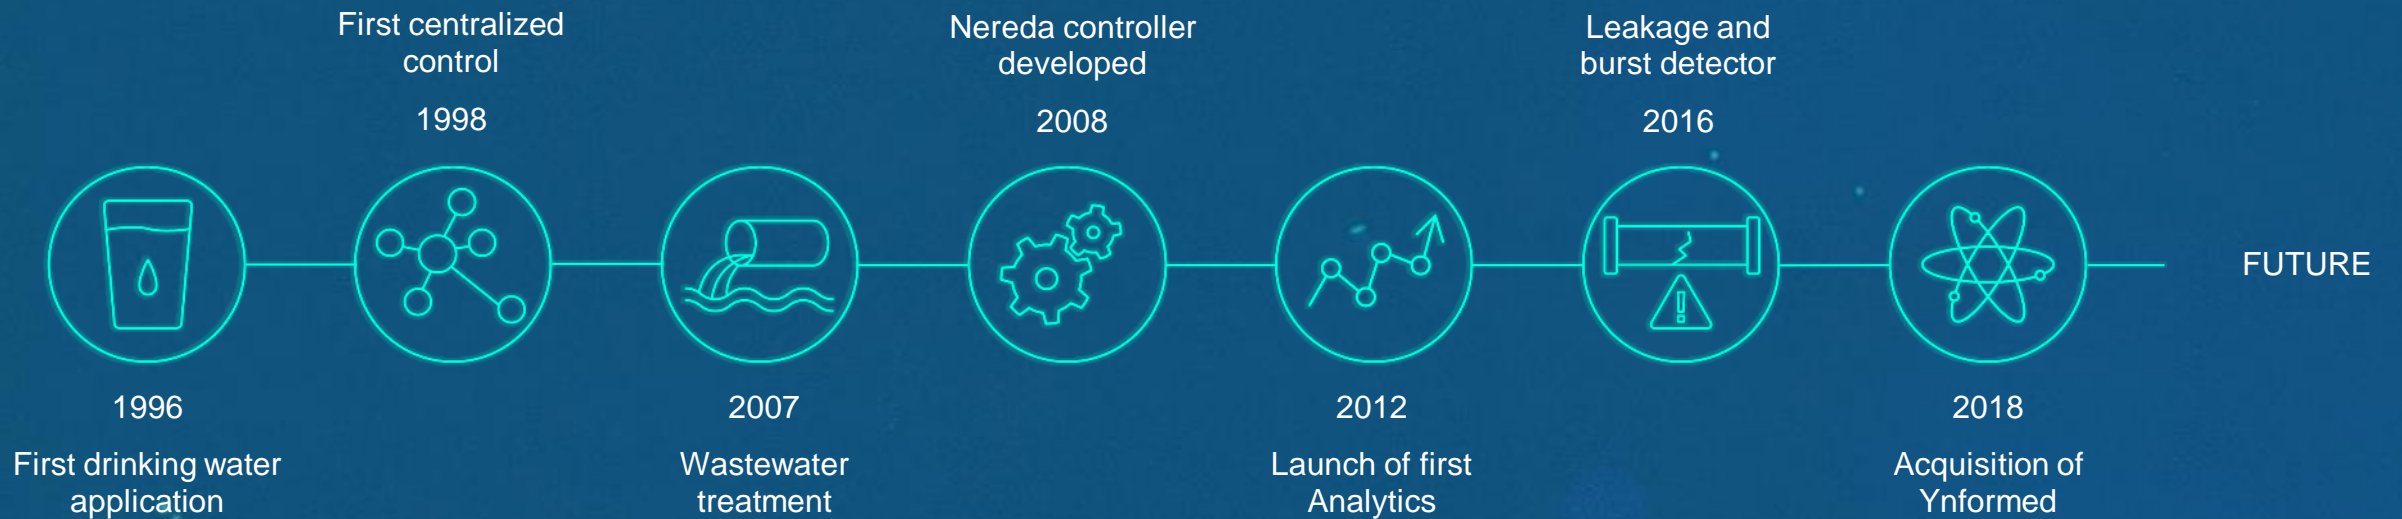 1996
First drinking water
application
First centralized
control
1998
2007
Wastewater
treatment
Nereda controller
developed
2008
2012
Launch of first
Analytics
Leakage and
burst detector
2016
2018
Acquisition of
Ynformed
FUTURE